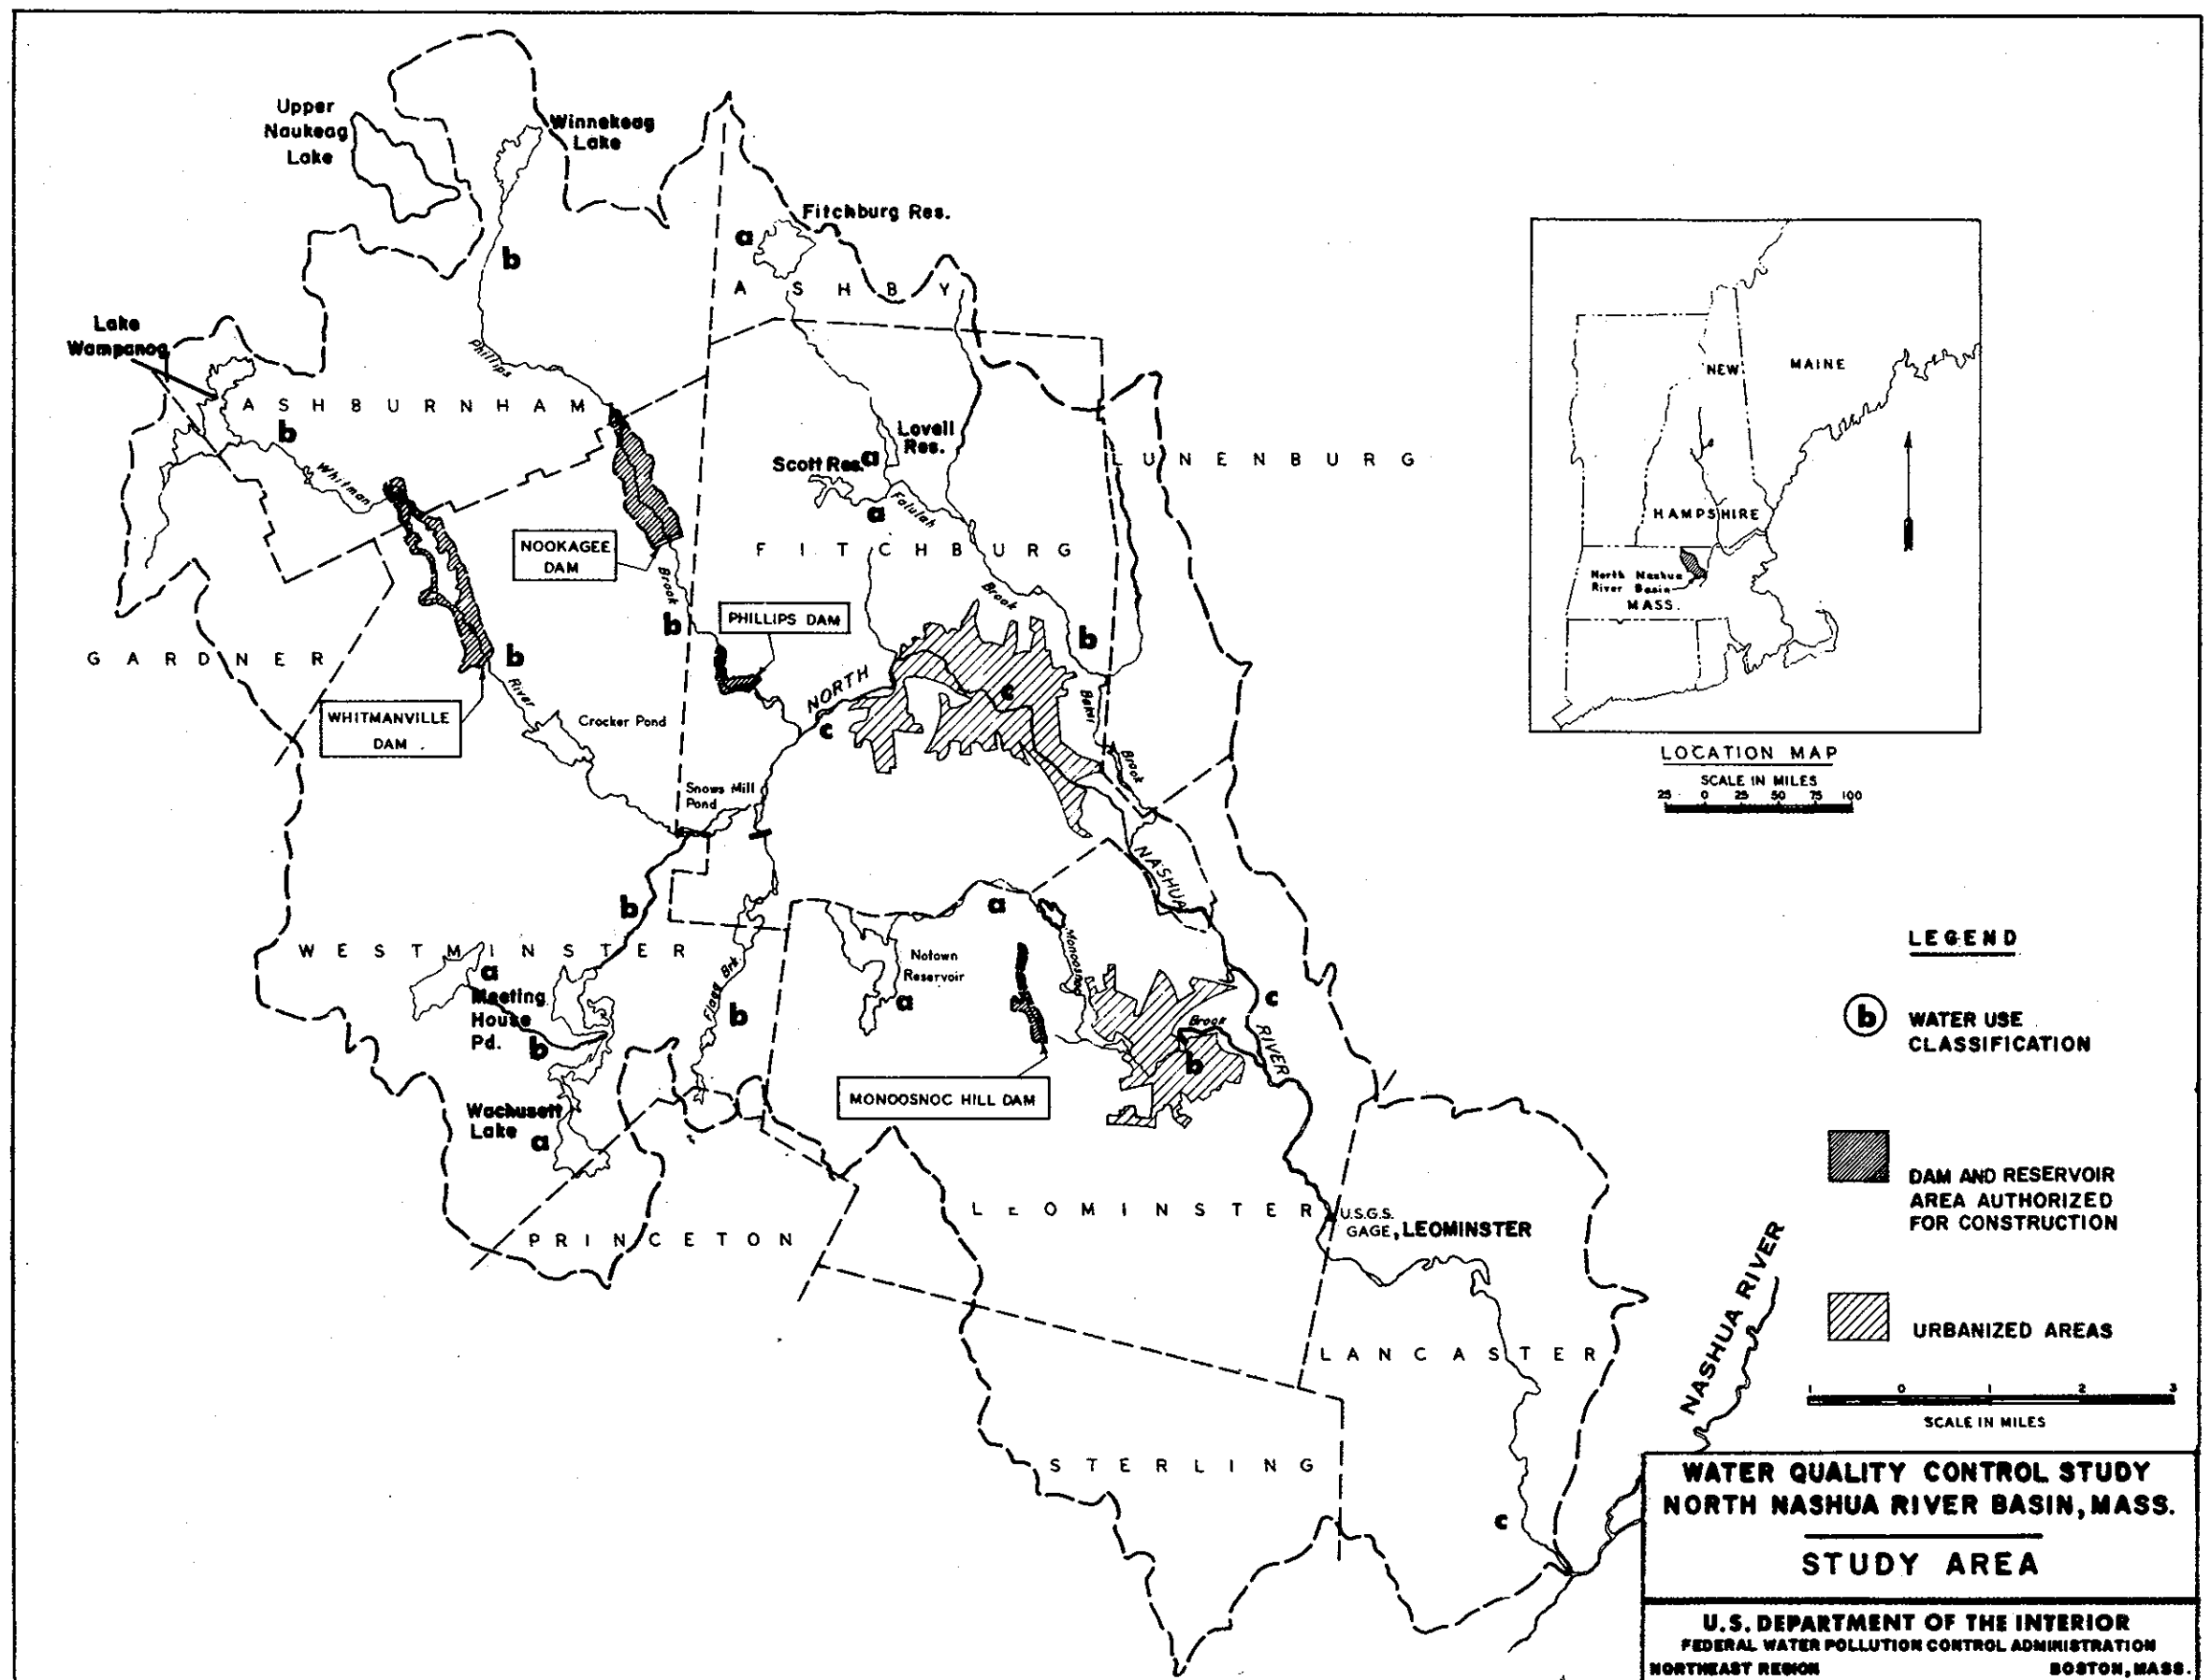 Upper
Naukeag
Lake
Winnekeag
Lake
Fitchburg Res.
a
b
A S H B Y
Lake
Wampanog
Phillips
A S H B U R N H A M
b
Whitman
Lovell
Res.
Scott Res.
a
a
Falulah
L U N E N B U R G
NOOKAGEE
DAM
F I T C H B U R G
Brook
Brook
b
PHILLIPS DAM
b
G A R D N E R
b
River
NORTH
c
c
Baker
Brook
WHITMANVILLE
DAM
Crocker Pond
Snows Mill
Pond
NASHUA
b
a
W E S T M I N S T E R
a
Meeting
House
Pd.
b
Flagg Brk.
b
Notown
Reservoir
a
Monoosnoc
c
Brook
b
RIVER
MONOOSNOC HILL DAM
Wachusett
Lake
a
L E O M I N S T E R
U.S.G.S.
GAGE, LEOMINSTER
P R I N C E T O N
L A N C A S T E R
S T E R L I N G
c
NASHUA RIVER
NEW
MAINE
HAMPSHIRE
North Nashua
River Basin
MASS.
LOCATION MAP
SCALE IN MILES
25 0 25 50 75 100
LEGEND
b WATER USE
CLASSIFICATION
DAM AND RESERVOIR
AREA AUTHORIZED
FOR CONSTRUCTION
URBANIZED AREAS
1 0 1 2 3
SCALE IN MILES
WATER QUALITY CONTROL STUDY
NORTH NASHUA RIVER BASIN, MASS.
STUDY AREA
U.S. DEPARTMENT OF THE INTERIOR
FEDERAL WATER POLLUTION CONTROL ADMINISTRATION
NORTHEAST REGION BOSTON, MASS.